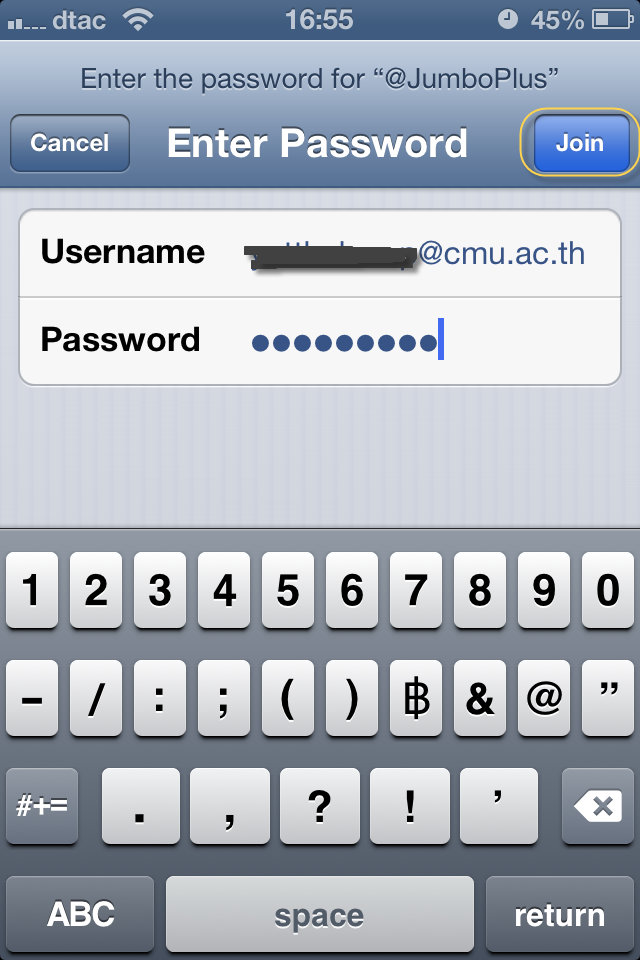 dtac 16:55 45%
Enter the password for “@JumboPlus”
Cancel Enter Password Join
Username @cmu.ac.th
Password ●●●●●●●●●
1 2 3 4 5 6 7 8 9 0
- / : ; ( ) ฿ & @ ”
#+= . , ? ! ’
ABC space return